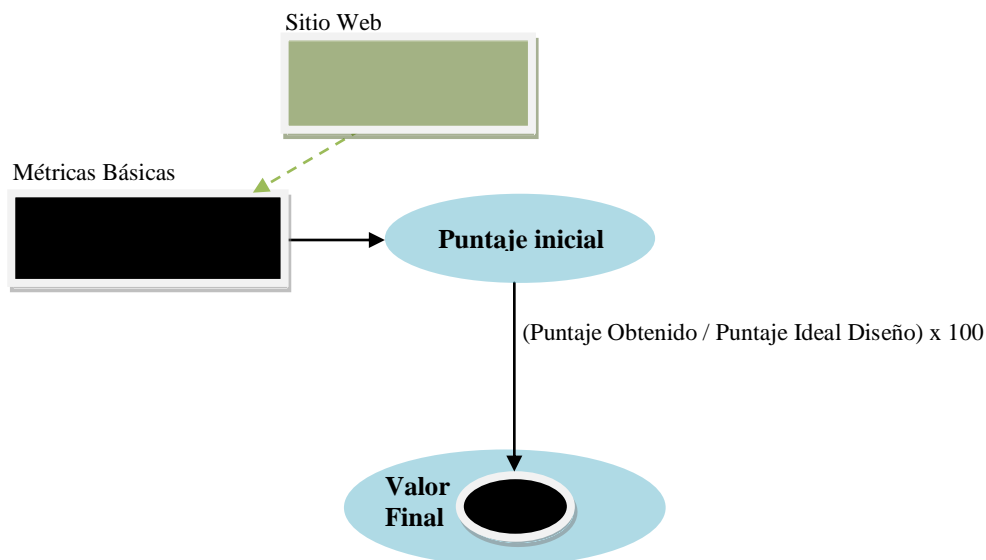 Sitio Web
Métricas Básicas
Puntaje inicial
(Puntaje Obtenido / Puntaje Ideal Diseño) x 100
Valor
Final